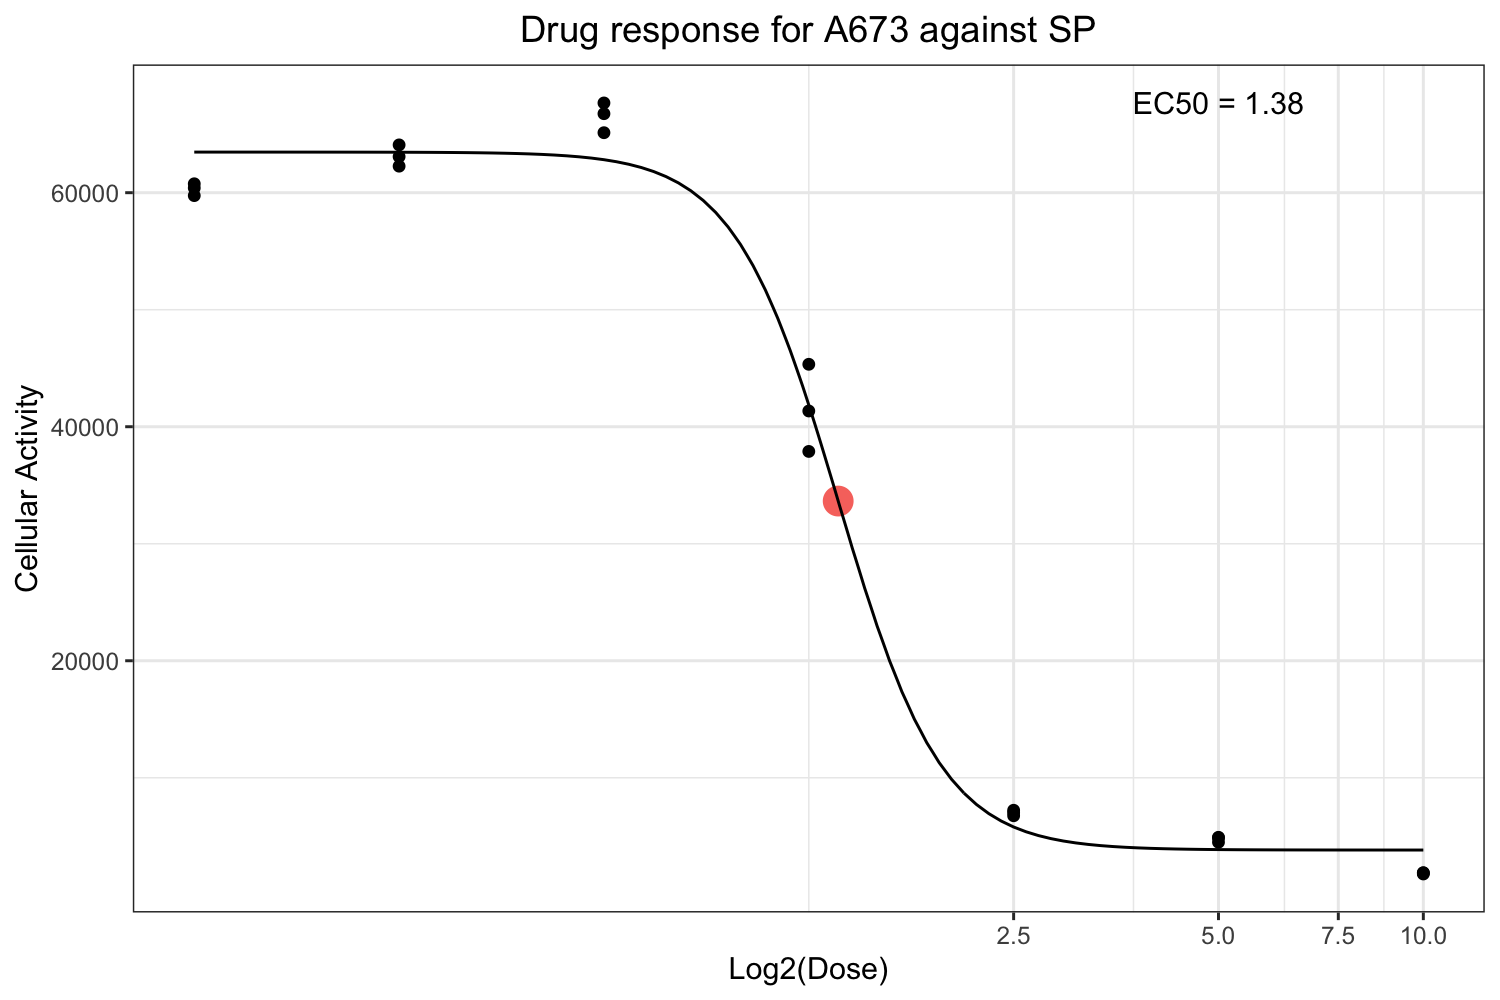 Drug response for A673 against SP
EC50 = 1.38
Cellular Activity
60000
40000
20000
2.5 5.0 7.5 10.0
Log2(Dose)